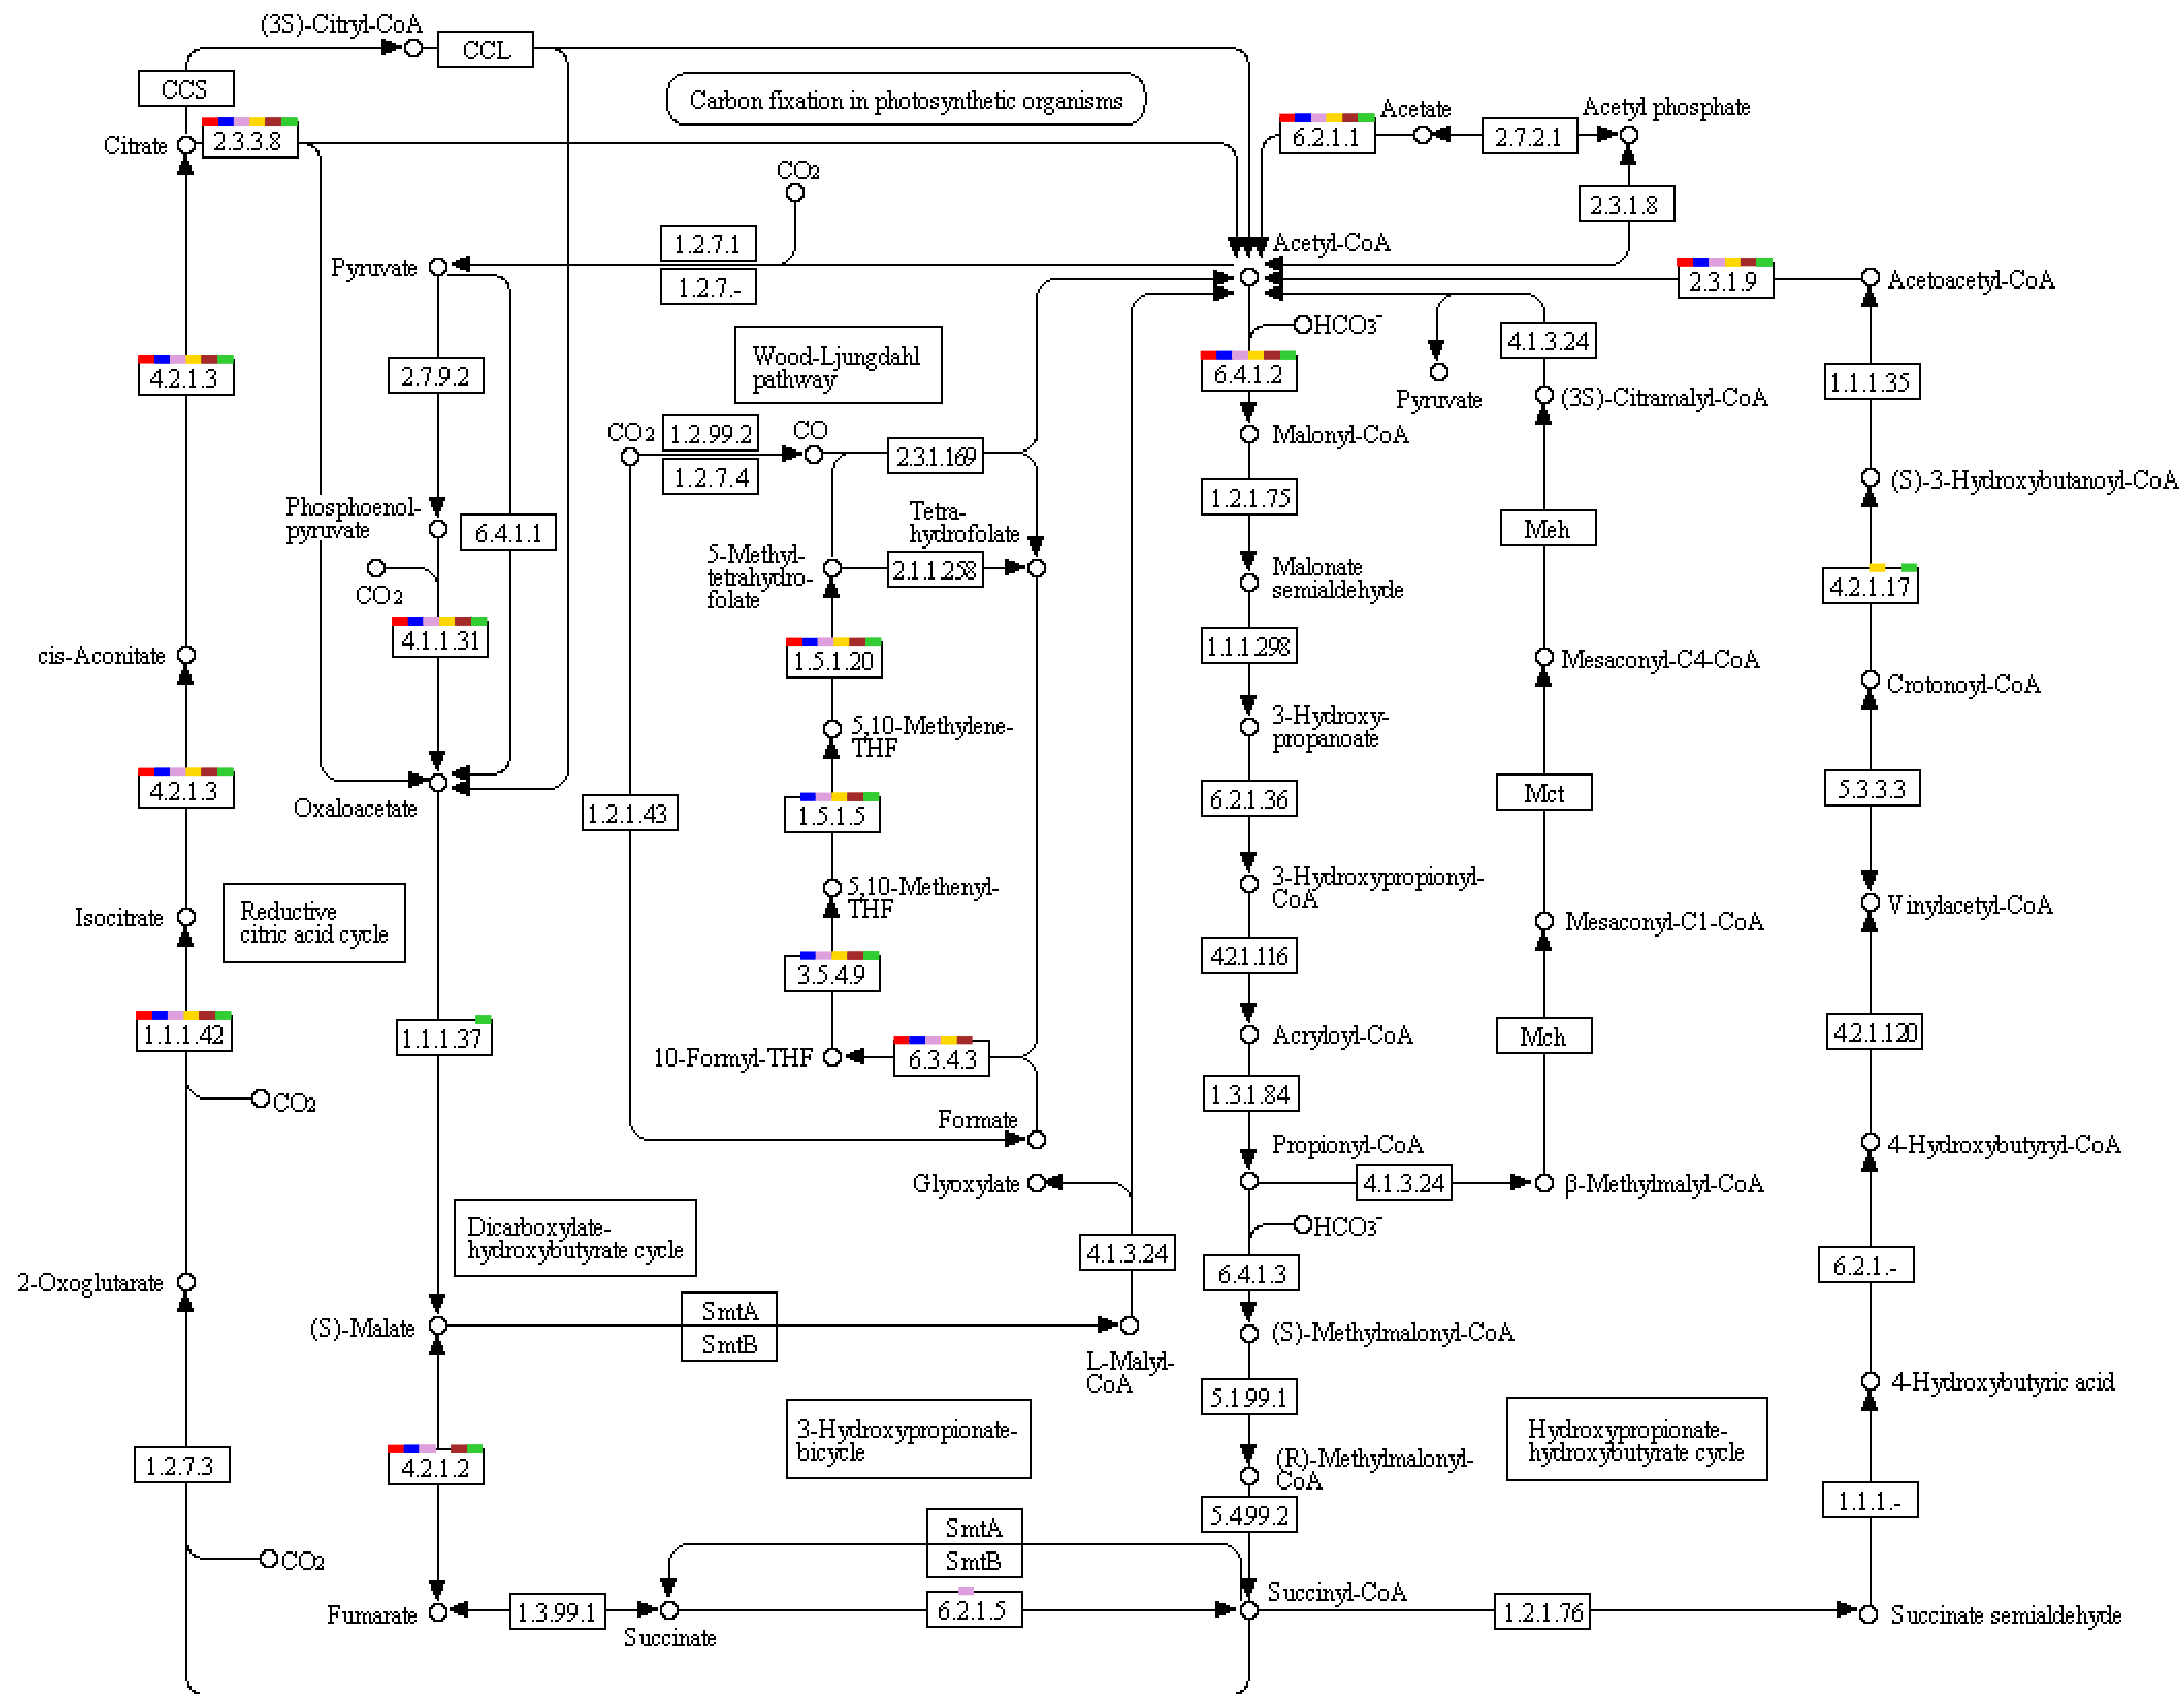 (3S)-Citryl-CoA
CCL
CCS
Carbon fixation in photosynthetic organisms
Citrate
2.3.3.8
6.2.1.1
Acetate
2.7.2.1
Acetyl phosphate
CO2
2.3.1.8
1.2.7.1
Acetyl-CoA
Pyruvate
1.2.7.-
2.3.1.9
Acetoacetyl-CoA
HCO3-
4.1.3.24
Wood-Ljungdahl
pathway
4.2.1.3
2.7.9.2
6.4.1.2
Pyruvate
(3S)-Citramalyl-CoA
1.1.1.35
CO2
1.2.99.2
CO
Malonyl-CoA
1.2.7.4
2.3.1.169
1.2.1.75
(S)-3-Hydroxybutanoyl-CoA
Phosphoenol-
pyruvate
6.4.1.1
Tetra-
hydrofolate
Meh
5-Methyl-
tetrahydro-
folate
2.1.1.258
Malonate
semialdehyde
4.2.1.17
CO2
4.1.1.31
1.5.1.20
1.1.1.298
cis-Aconitate
Mesaconyl-C4-CoA
Crotonoyl-CoA
5,10-Methylene-
THF
3-Hydroxy-
propanoate
4.2.1.3
Oxaloacetate
1.2.1.43
1.5.1.5
6.2.1.36
Mct
5.3.3.3
5,10-Methenyl-
THF
3-Hydroxypropionyl-
CoA
Isocitrate
Reductive
citric acid cycle
Mesaconyl-C1-CoA
Vinylacetyl-CoA
3.5.4.9
4.2.1.116
1.1.1.42
1.1.1.37
10-Formyl-THF
6.3.4.3
Acryloyl-CoA
Mch
4.2.1.120
CO2
1.3.1.84
Formate
Propionyl-CoA
4-Hydroxybutyryl-CoA
Glyoxylate
4.1.3.24
β-Methylmalyl-CoA
Dicarboxylate-
hydroxybutyrate cycle
HCO3-
4.1.3.24
6.4.1.3
6.2.1.-
2-Oxoglutarate
(S)-Malate
SmtA
SmtB
(S)-Methylmalonyl-CoA
L-Malyl-
CoA
5.1.99.1
4-Hydroxybutyric acid
3-Hydroxypropionate-
bicycle
Hydroxypropionate-
hydroxybutyrate cycle
1.2.7.3
4.2.1.2
(R)-Methylmalonyl-
CoA
1.1.1.-
5.4.99.2
SmtA
SmtB
CO2
Fumarate
1.3.99.1
Succinate
6.2.1.5
Succinyl-CoA
1.2.1.76
Succinate semialdehyde